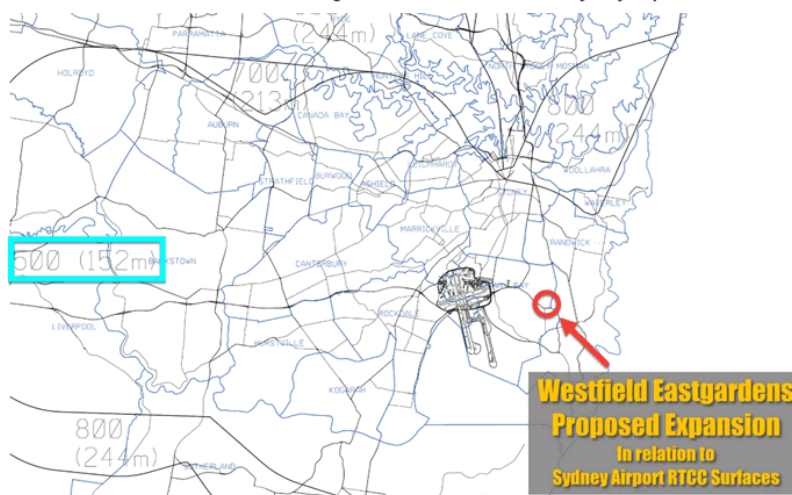 (244m)
PARRAMATTA
LANE COVE
HOLROYD
700
(213m)
MOSMAN
800
(244m)
CANADA BAY
AUBURN
STRATHFIELD
BURWOOD
ASHFIELD
LEICHHARDT
SYDNEY
WOOLLAHRA
WAVERLEY
MARRICKVILLE
RANDWICK
500 (152m)
CANTERBURY
ROCKDALE
LIVERPOOL
HURSTVILLE
KOGARAH
800
(244m)
SUTHERLAND
Westfield Eastgardens
Proposed Expansion
In relation to
Sydney Airport RTCC Surfaces